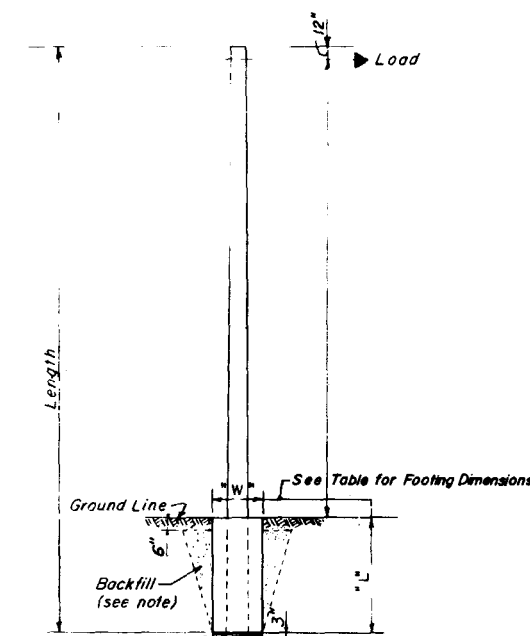 12"
Load
Length
"W"
See Table for Footing Dimensions
Ground Line
6"
"L"
Backfill
(see note)
3"